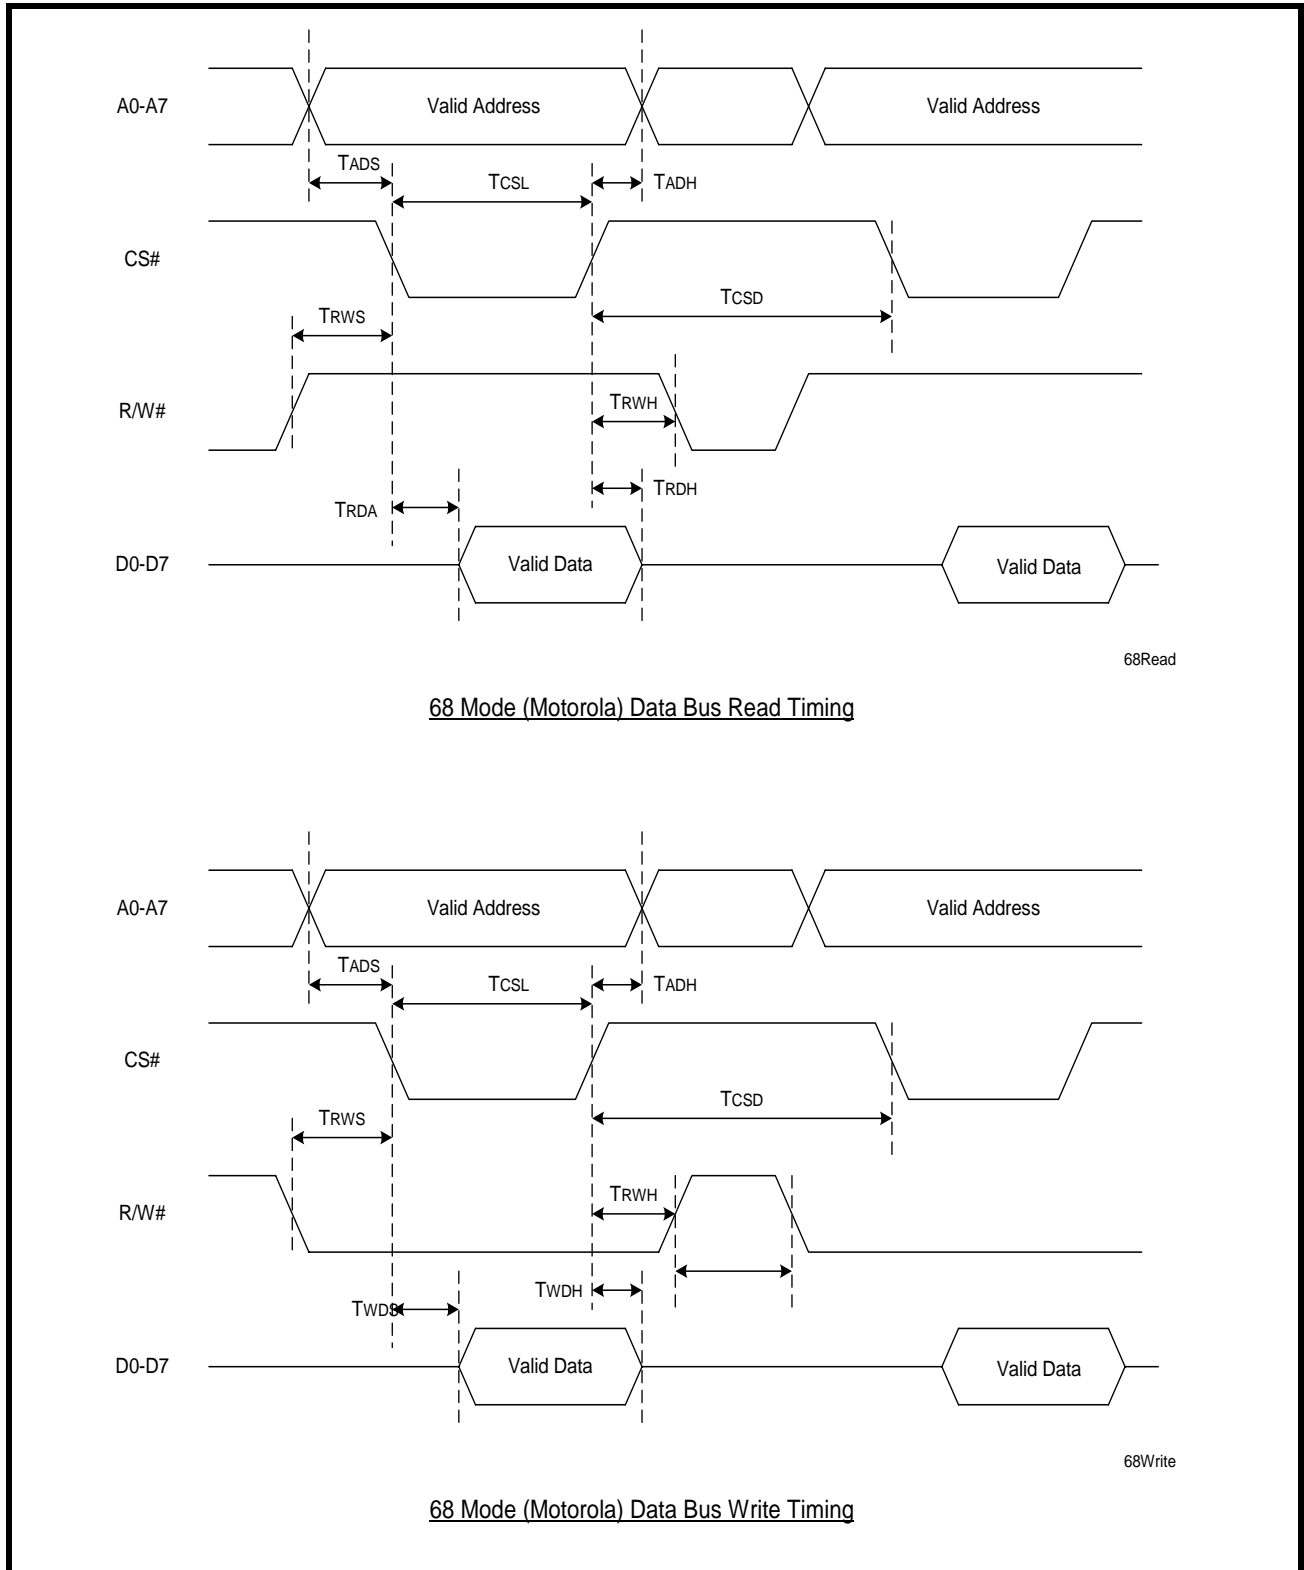 A0-A7
Valid Address
Valid Address
TADS
TCSL
TADH
CS#
TCSD
TRWS
R/W#
TRWH
TRDH
TRDA
D0-D7
Valid Data
Valid Data
68Read
68 Mode (Motorola) Data Bus Read Timing
A0-A7
Valid Address
Valid Address
TADS
TCSL
TADH
CS#
TCSD
TRWS
R/W#
TRWH
TWDH
TWDS
D0-D7
Valid Data
Valid Data
68Write
68 Mode (Motorola) Data Bus Write Timing